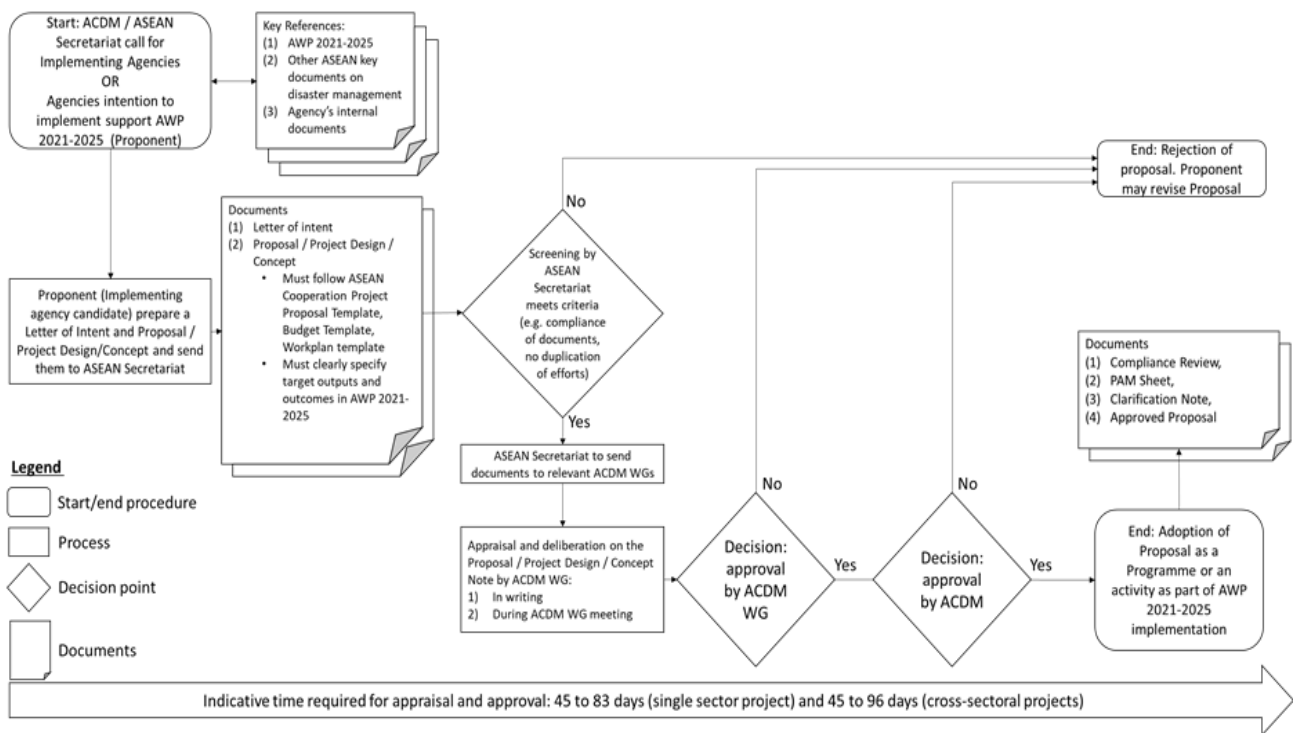 Start: ACDM / ASEAN
Secretariat call for
Implementing Agencies
OR
Agencies intention to
implement support AWP
2021-2025 (Proponent)
Key References:
(1) AWP 2021-2025
(2) Other ASEAN key
documents on
disaster management
(3) Agency's internal
documents
Proponent (Implementing
agency candidate) prepare a
Letter of Intent and Proposal /
Project Design/Concept and send
them to ASEAN Secretariat
Documents
(1) Letter of intent
(2) Proposal / Project Design /
Concept
• Must follow ASEAN
Cooperation Project
Proposal Template,
Budget Template,
Workplan template
• Must clearly specify
target outputs and
outcomes in AWP 2021-
2025
No
Screening by
ASEAN
Secretariat
meets criteria
(e.g. compliance
of documents,
no duplication
of efforts)
Yes
ASEAN Secretariat to send
documents to relevant ACDM WGs
Appraisal and deliberation on the
Proposal / Project Design / Concept
Note by ACDM WG:
1) In writing
2) During ACDM WG meeting
No
Decision:
approval
by ACDM
WG
Yes
No
Decision:
approval
by ACDM
Yes
End: Rejection of
proposal. Proponent
may revise Proposal
Documents
(1) Compliance Review,
(2) PAM Sheet,
(3) Clarification Note,
(4) Approved Proposal
End: Adoption of
Proposal as a
Programme or an
activity as part of AWP
2021-2025
implementation
Legend
Start/end procedure
Process
Decision point
Documents
Indicative time required for appraisal and approval: 45 to 83 days (single sector project) and 45 to 96 days (cross-sectoral projects)